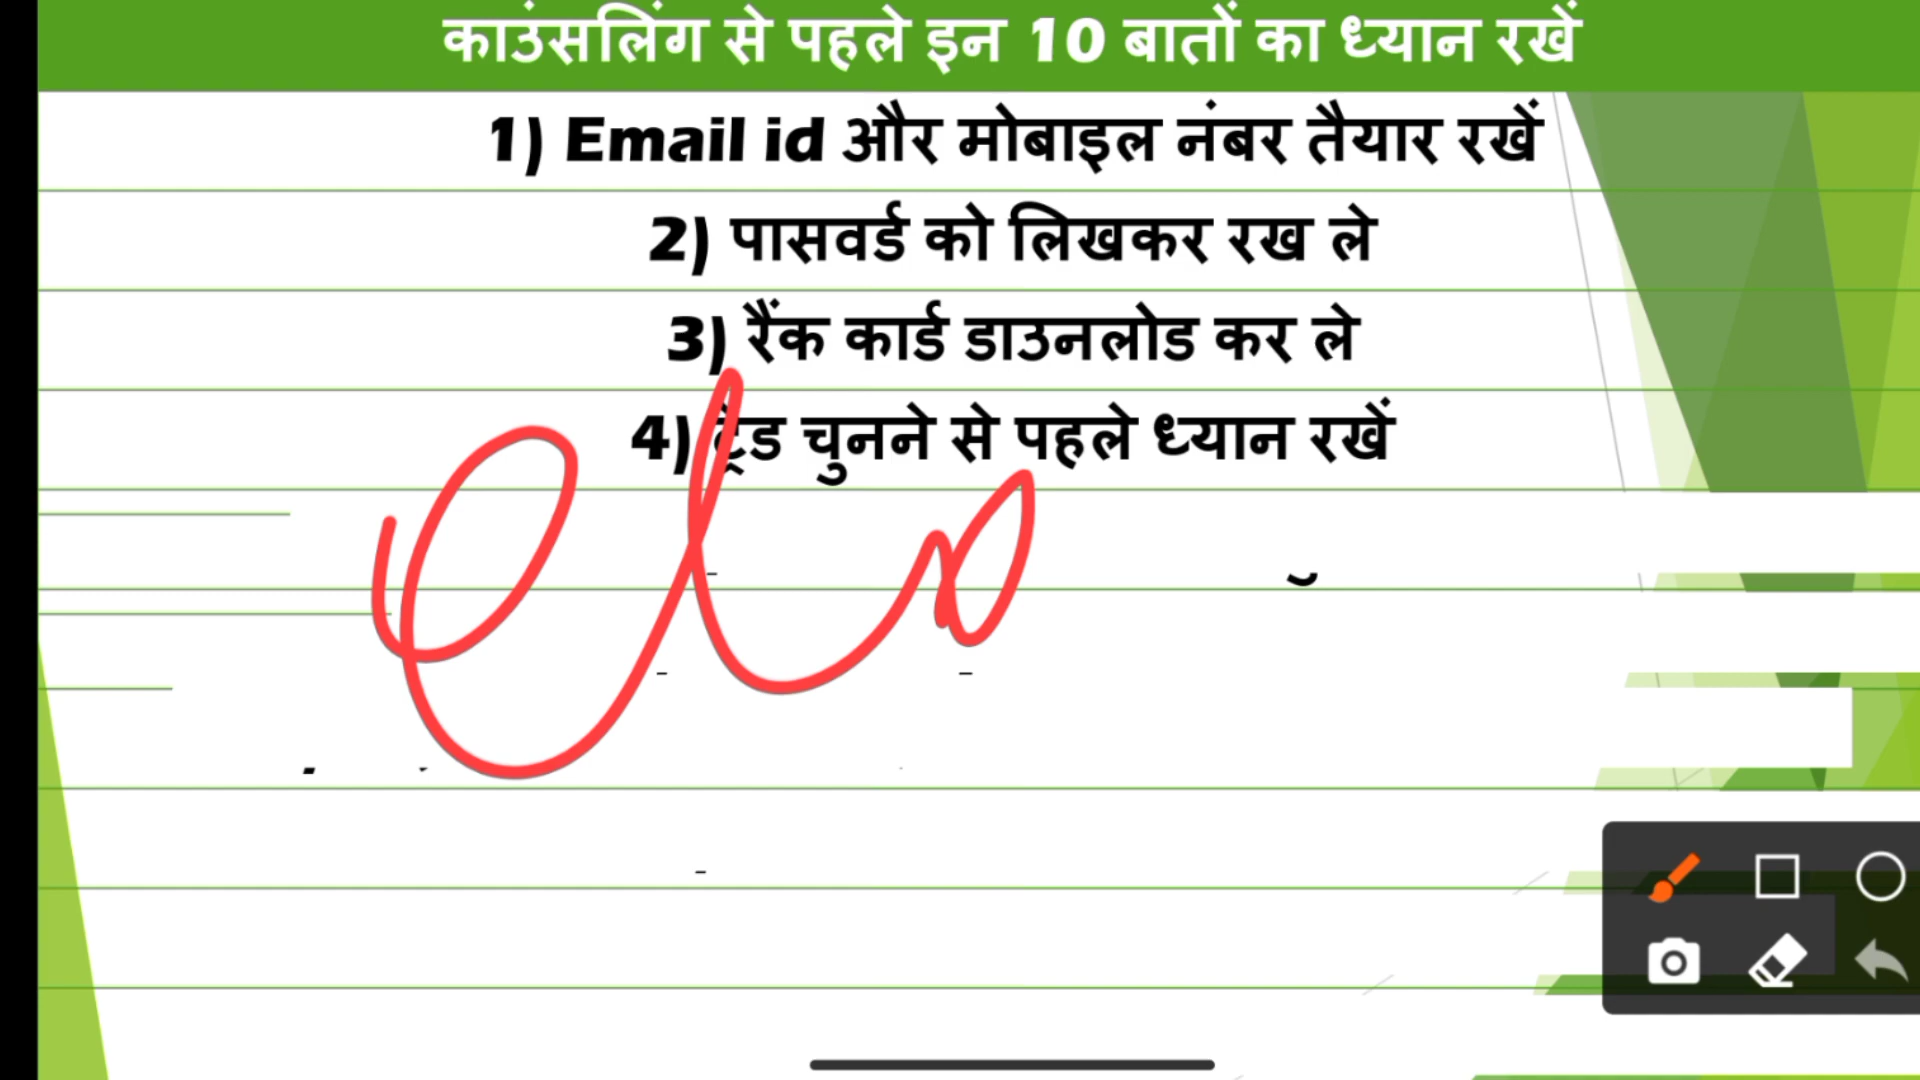 काउंसलिंग से पहले इन 10 बातों का ध्यान रखें
1) Email id और मोबाइल नंबर तैयार रखें
2) पासवर्ड को लिखकर रख ले
3) रैंक कार्ड डाउनलोड कर ले
4) ट्रेड चुनने से पहले ध्यान रखें